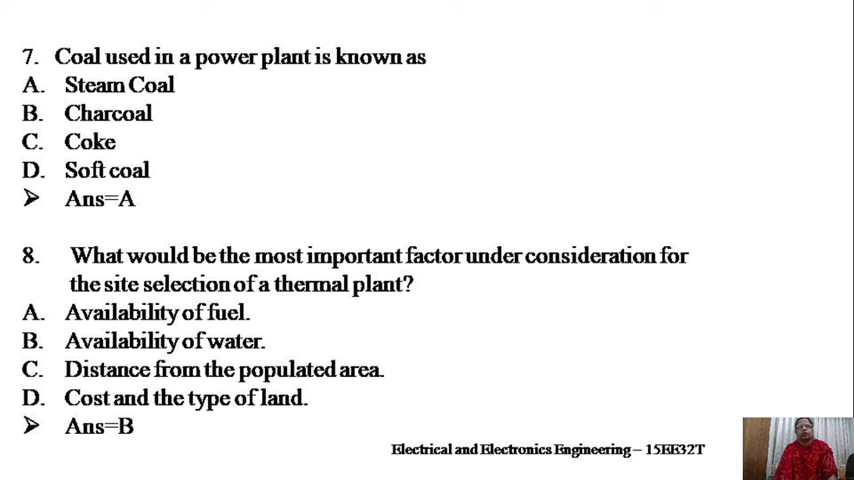 7. Coal used in a power plant is known as
A. Steam Coal
B. Charcoal
C. Coke
D. Soft coal
➢ Ans=A
8. What would be the most important factor under consideration for
the site selection of a thermal plant?
A. Availability of fuel.
B. Availability of water.
C. Distance from the populated area.
D. Cost and the type of land.
➢ Ans=B
Electrical and Electronics Engineering – 15EE32T